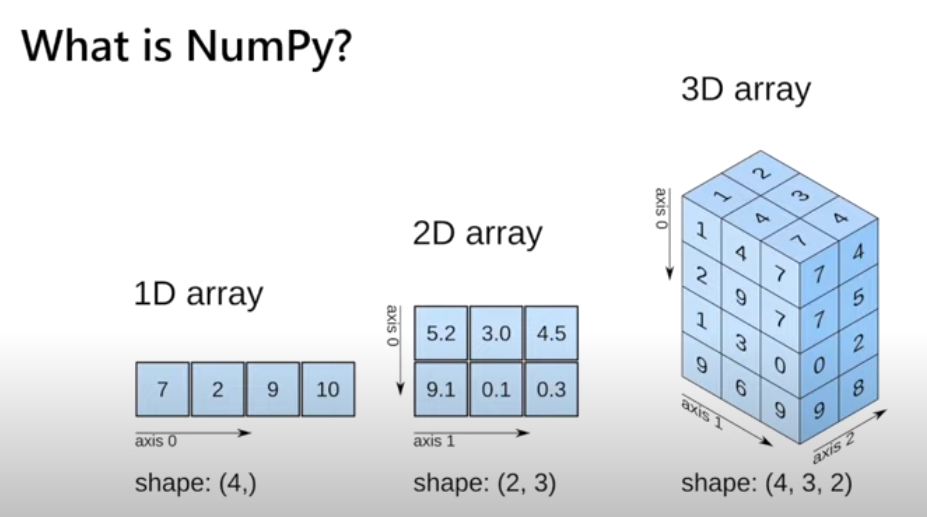 What is NumPy?
1D array
7 2 9 10
axis 0
shape: (4,)
2D array
axis 0
5.2 3.0 4.5
9.1 0.1 0.3
axis 1
shape: (2, 3)
3D array
axis 0
2
1 3
4 4
7
1 4 7 7 4
2 9 7 7 5
1 3 0 0 2
9 6 9 9 8
axis 1
axis 2
shape: (4, 3, 2)